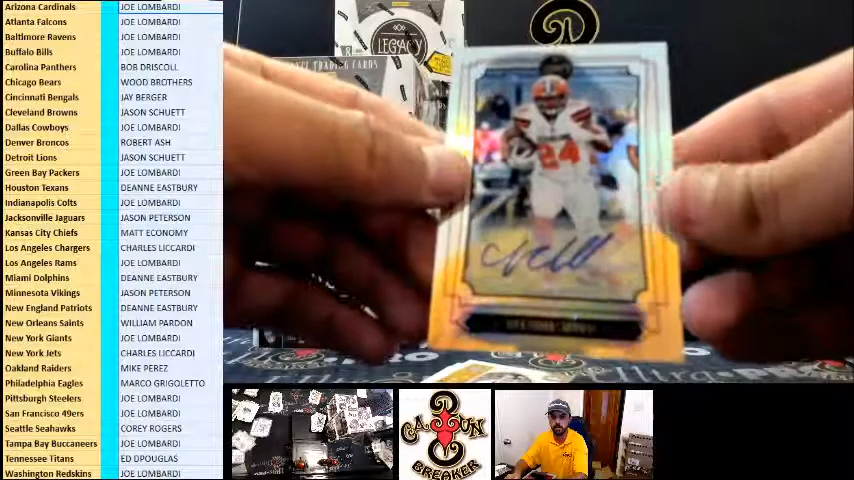 Arizona Cardinals JOE LOMBARDI
Atlanta Falcons JOE LOMBARDI
Baltimore Ravens JOE LOMBARDI
Buffalo Bills JOE LOMBARDI
Carolina Panthers BOB DRISCOLL
Chicago Bears WOOD BROTHERS
Cincinnati Bengals JAY BERGER
Cleveland Browns JASON SCHUETT
Dallas Cowboys JOE LOMBARDI
Denver Broncos ROBERT ASH
Detroit Lions JASON SCHUETT
Green Bay Packers JOE LOMBARDI
Houston Texans DEANNE EASTBURY
Indianapolis Colts JOE LOMBARDI
Jacksonville Jaguars JASON PETERSON
Kansas City Chiefs MATT ECONOMY
Los Angeles Chargers CHARLES LICCARDI
Los Angeles Rams JOE LOMBARDI
Miami Dolphins DEANNE EASTBURY
Minnesota Vikings JASON PETERSON
New England Patriots DEANNE EASTBURY
New Orleans Saints WILLIAM PARDON
New York Giants JOE LOMBARDI
New York Jets CHARLES LICCARDI
Oakland Raiders MIKE PEREZ
Philadelphia Eagles MARCO GRIGOLETTO
Pittsburgh Steelers JOE LOMBARDI
San Francisco 49ers JOE LOMBARDI
Seattle Seahawks COREY ROGERS
Tampa Bay Buccaneers JOE LOMBARDI
Tennessee Titans ED DPOUGLAS
Washington Redskins JOE LOMBARDI
LEGACY
TRADING CARDS
24
CAJUN
BREAKER